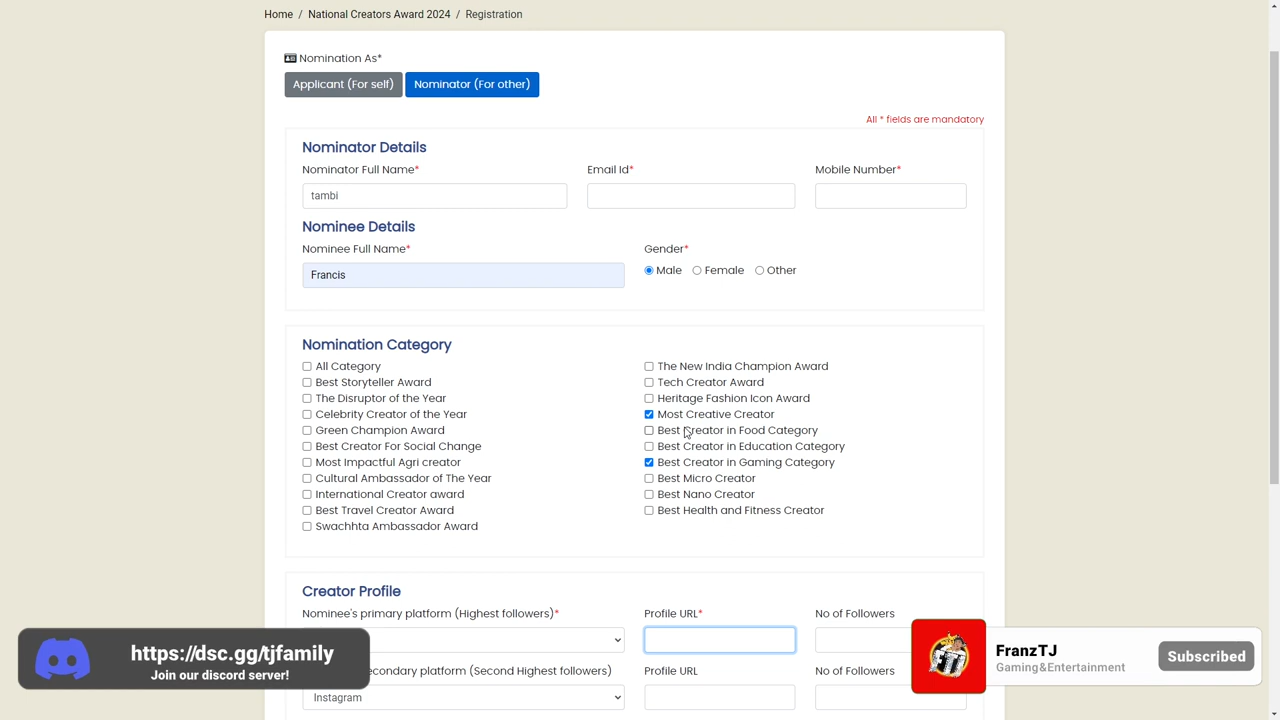 Home / National Creators Award 2024 / Registration
Nomination As*
Applicant (For self) Nominator (For other)
All * fields are mandatory
Nominator Details
Nominator Full Name* Email Id* Mobile Number*
tambi
Nominee Details
Nominee Full Name* Gender*
Francis Male Female Other
Nomination Category
All Category The New India Champion Award
Best Storyteller Award Tech Creator Award
The Disruptor of the Year Heritage Fashion Icon Award
Celebrity Creator of the Year Most Creative Creator
Green Champion Award Best Creator in Food Category
Best Creator For Social Change Best Creator in Education Category
Most Impactful Agri creator Best Creator in Gaming Category
Cultural Ambassador of The Year Best Micro Creator
International Creator award Best Nano Creator
Best Travel Creator Award Best Health and Fitness Creator
Swachhta Ambassador Award
Creator Profile
Nominee's primary platform (Highest followers)* Profile URL* No of Followers
https://dsc.gg/tjfamily
Join our discord server!
FranzTJ
Gaming&Entertainment
Subscribed
platform (Second Highest followers) Profile URL No of Followers
Instagram